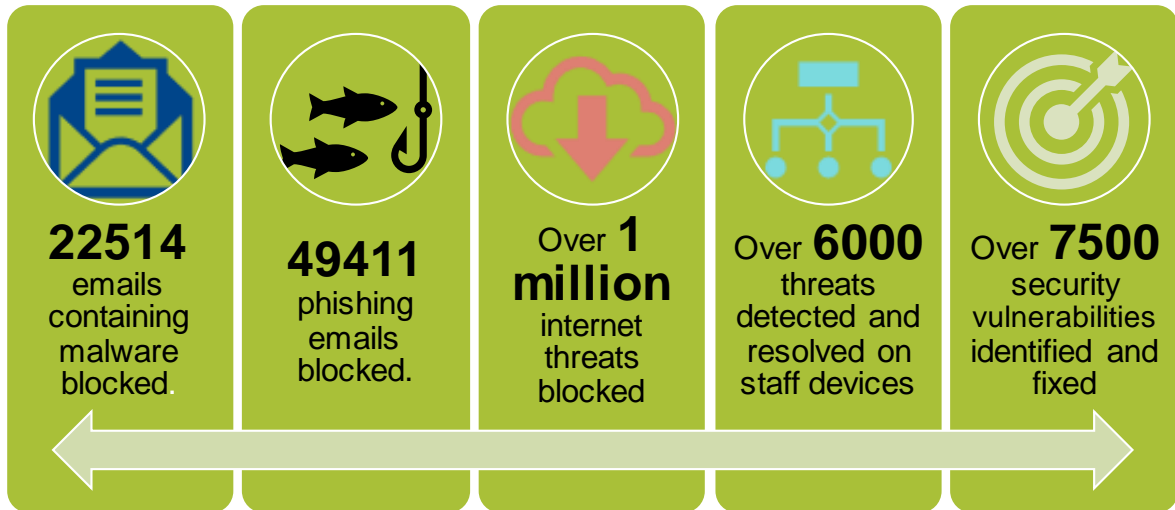 22514
emails
containing
malware
blocked.
49411
phishing
emails
blocked.
Over 1
million
internet
threats
blocked
Over 6000
threats
detected and
resolved on
staff devices
Over 7500
security
vulnerabilities
identified and
fixed